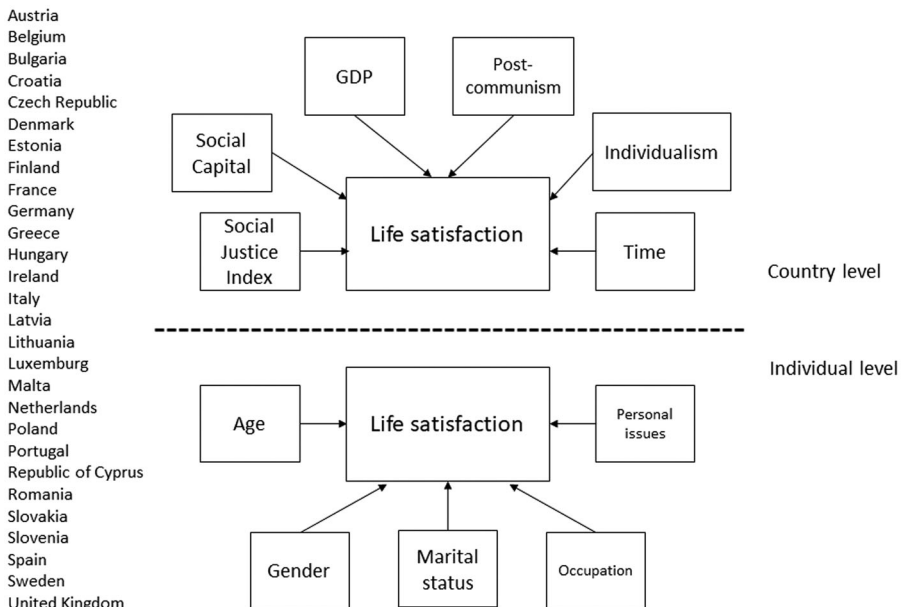 Austria
Belgium
Bulgaria
Croatia
Czech Republic
Denmark
Estonia
Finland
France
Germany
Greece
Hungary
Ireland
Italy
Latvia
Lithuania
Luxemburg
Malta
Netherlands
Poland
Portugal
Republic of Cyprus
Romania
Slovakia
Slovenia
Spain
Sweden
United Kingdom
GDP
Post-
communism
Social
Capital
Individualism
Social
Justice
Index
Life satisfaction
Time
Country level
Individual level
Age
Life satisfaction
Personal
issues
Gender
Marital
status
Occupation